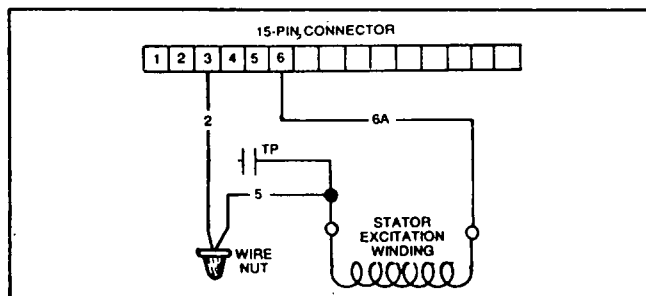 15-PIN CONNECTOR
1 2 3 4 5 6
2
6A
TP
5
WIRE
NUT
STATOR
EXCITATION
WINDING